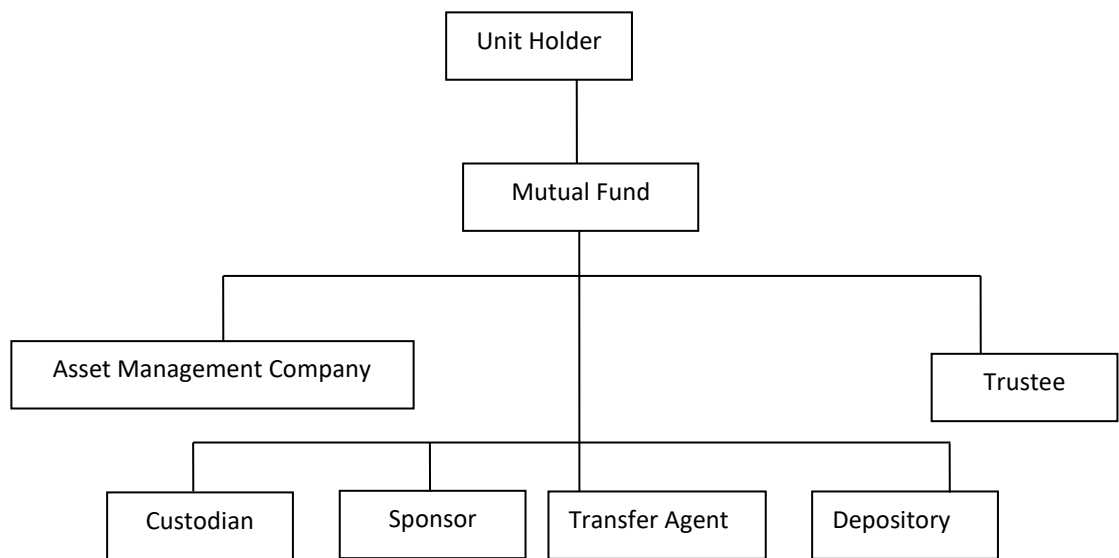 Unit Holder
Mutual Fund
Asset Management Company
Trustee
Custodian
Sponsor
Transfer Agent
Depository